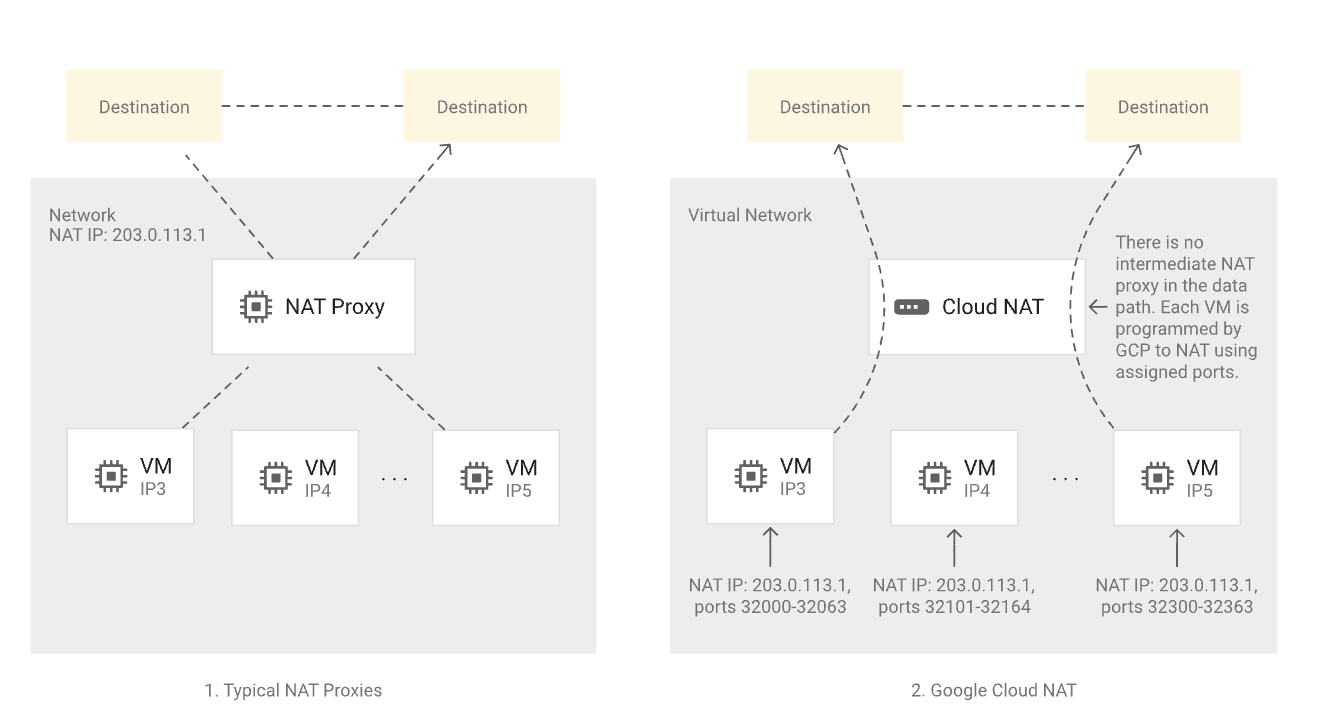 Destination
Destination
Network
NAT IP: 203.0.113.1
NAT Proxy
VM
IP3
VM
IP4
...
VM
IP5
1. Typical NAT Proxies
Destination
Destination
Virtual Network
There is no
intermediate NAT
proxy in the data
path. Each VM is
programmed by
GCP to NAT using
assigned ports.
Cloud NAT
VM
IP3
VM
IP4
...
VM
IP5
NAT IP: 203.0.113.1,
ports 32000-32063
NAT IP: 203.0.113.1,
ports 32101-32164
NAT IP: 203.0.113.1,
ports 32300-32363
2. Google Cloud NAT